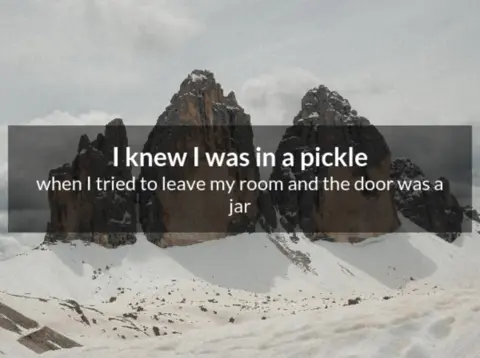 I knew I was in a pickle
when I tried to leave my room and the door was a
jar